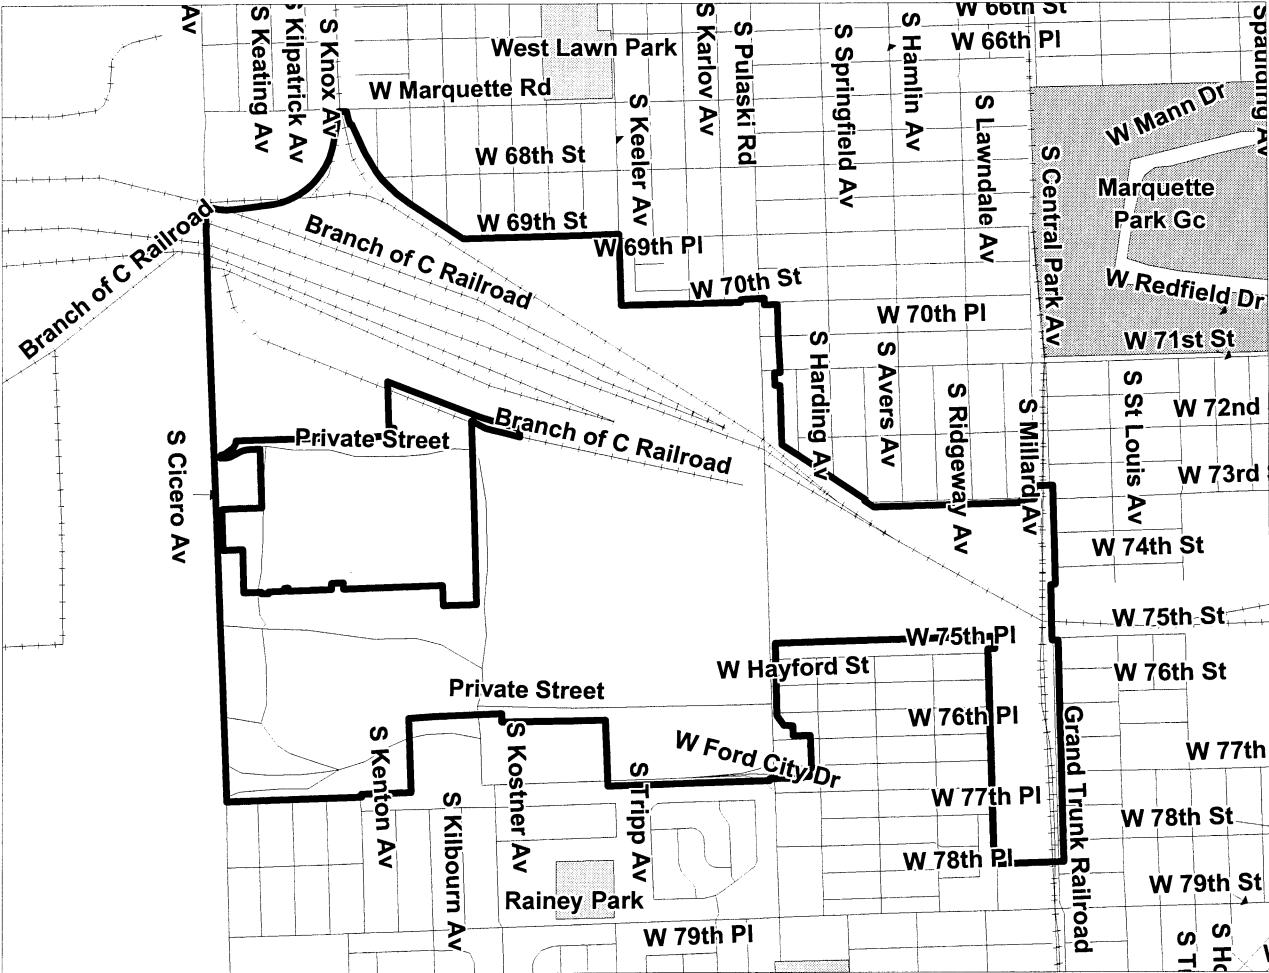 W 66th St
W 66th Pl
Av
S Keating Av
S Kilpatrick Av
S Knox Av
West Lawn Park
S Karlov Av
S Pulaski Rd
S Springfield Av
S Hamlin Av
Spaulding Av
W Marquette Rd
S Keeler Av
S Lawndale Av
W Mann Dr
W 68th St
S Central Park Av
Marquette
Park Gc
W 69th St
W 69th Pl
Branch of C Railroad
Branch of C Railroad
W 70th St
W Redfield Dr
W 70th Pl
W 71st St
S Harding Av
S Avers Av
S Ridgeway Av
S Millard Av
S St Louis Av
W 72nd
Branch of C Railroad
Private Street
S Cicero Av
W 73rd
W 74th St
W 75th St
W 75th Pl
W Hayford St
W 76th St
Private Street
W 76th Pl
Grand Trunk Railroad
W Ford City Dr
W 77th
S Kenton Av
S Kostner Av
S Tripp Av
S Kilbourn Av
W 77th Pl
W 78th St
W 78th Pl
W 79th St
Rainey Park
W 79th Pl
S T
S Ho